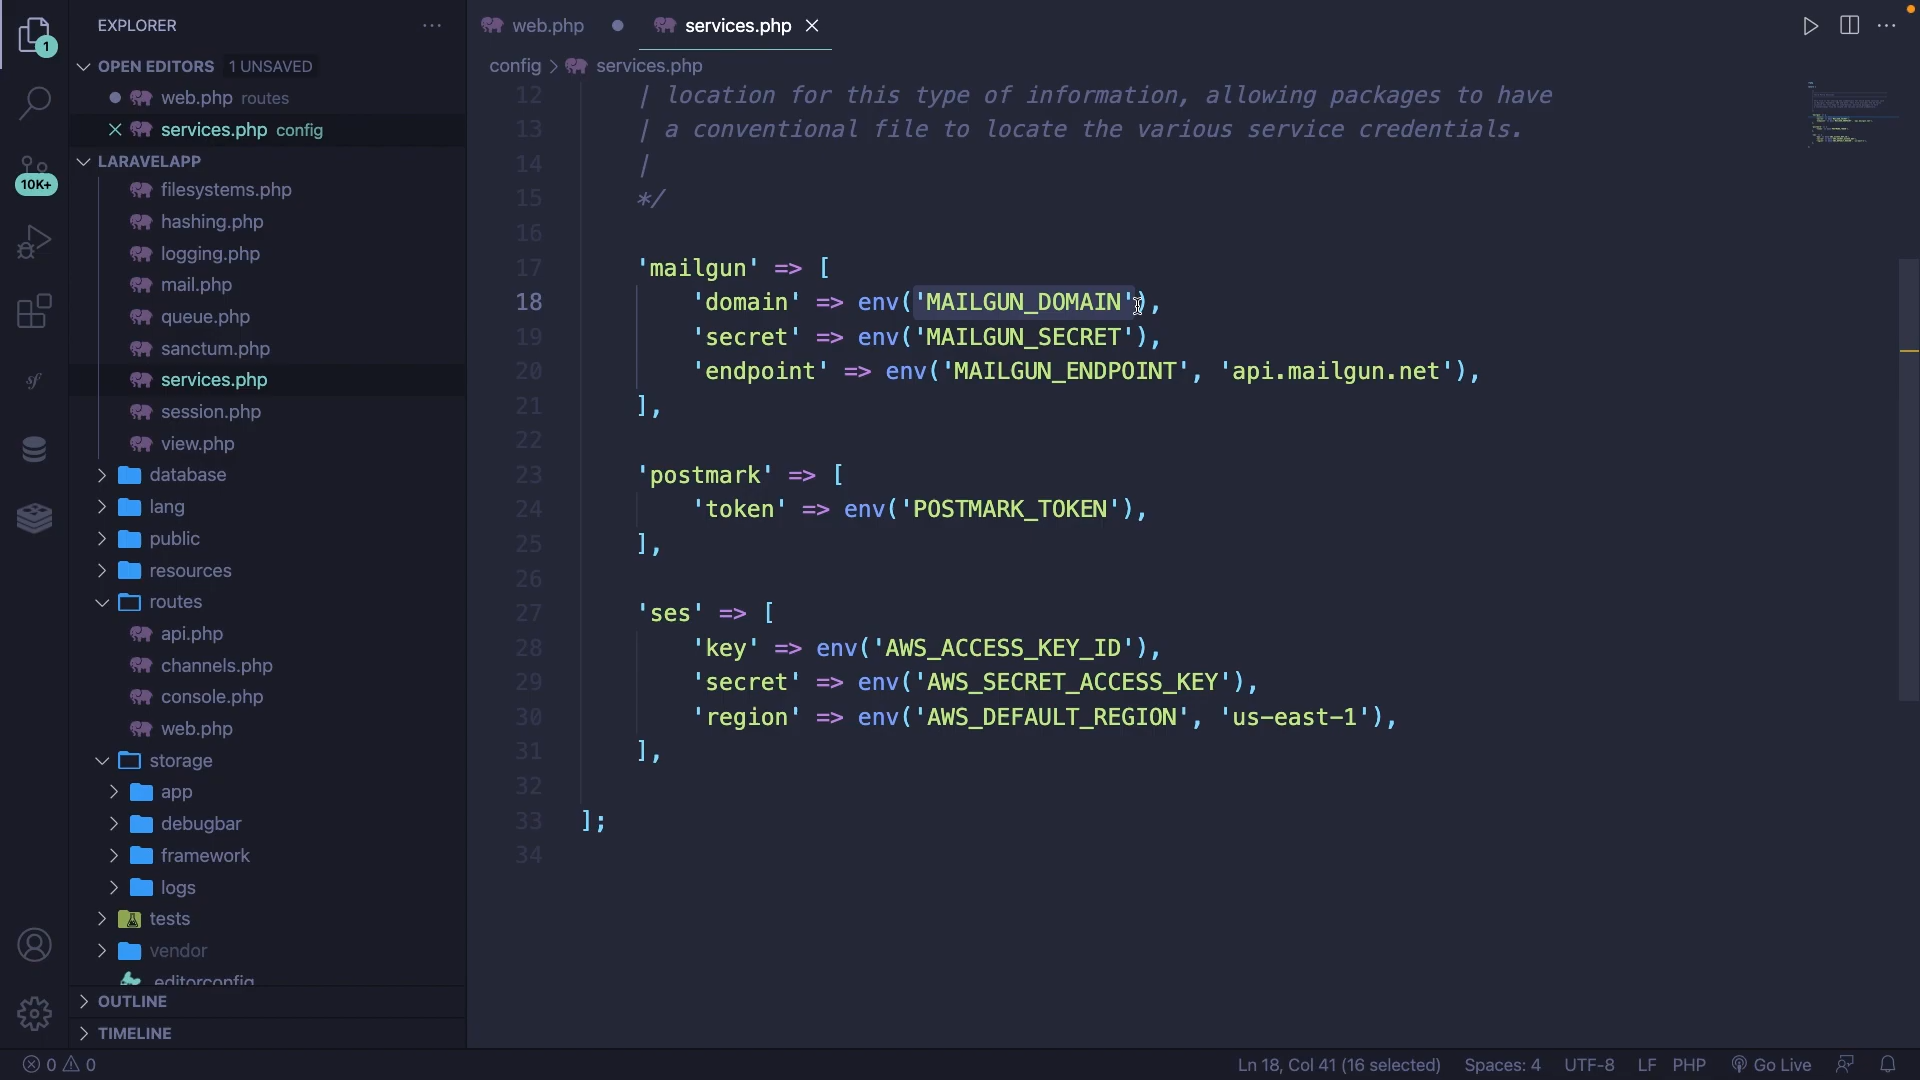 EXPLORER
1
OPEN EDITORS 1 UNSAVED
web.php routes
services.php config
LARAVELAPP
10K+
filesystems.php
hashing.php
logging.php
mail.php
queue.php
sanctum.php
services.php
session.php
view.php
database
lang
public
resources
routes
api.php
channels.php
console.php
web.php
storage
app
debugbar
framework
logs
tests
vendor
.editorconfig
OUTLINE
TIMELINE
web.php
services.php
config > services.php
12 | location for this type of information, allowing packages to have
13 | a conventional file to locate the various service credentials.
14 |
15 */
16
17 'mailgun' => [
18 'domain' => env('MAILGUN_DOMAIN'),
19 'secret' => env('MAILGUN_SECRET'),
20 'endpoint' => env('MAILGUN_ENDPOINT', 'api.mailgun.net'),
21 ],
22
23 'postmark' => [
24 'token' => env('POSTMARK_TOKEN'),
25 ],
26
27 'ses' => [
28 'key' => env('AWS_ACCESS_KEY_ID'),
29 'secret' => env('AWS_SECRET_ACCESS_KEY'),
30 'region' => env('AWS_DEFAULT_REGION', 'us-east-1'),
31 ],
32
33 ];
34
0 0
Ln 18, Col 41 (16 selected) Spaces: 4 UTF-8 LF PHP Go Live